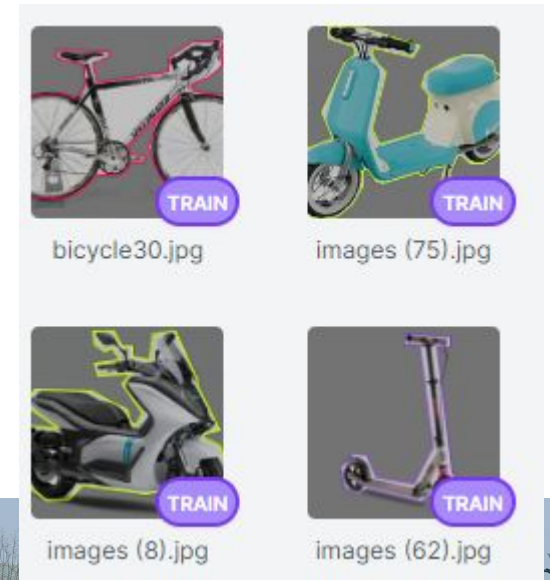 TRAIN
TRAIN
bicycle30.jpg
images (75).jpg
TRAIN
TRAIN
images (8).jpg
images (62).jpg